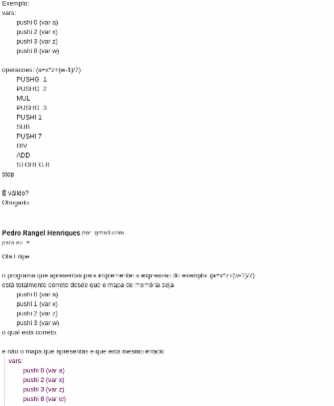 Exemplo:
vars:
pushi 0 (var a)
pushi 2 (var x)
pushi 3 (var z)
pushi 8 (var w)
operacoes: (a=x*z+(w-1)/7)
PUSHG 1
PUSHG 2
MUL
PUSHG 3
PUSHI 1
SUB
PUSHI 7
DIV
ADD
STOREG 0
stop
É válido?
Obrigado.
Pedro Rangel Henriques gmail.com
para eu
Olá Filipe
o programa que apresentas para implementar a expressao do exemplo (a=x*z+(w-1)/7)
está totalmente correto desde que o mapa de memória seja
pushi 0 (var a)
pushi 1 (var x)
pushi 2 (var z)
pushi 3 (var w)
o qual está correto.
e não o mapa que apresentas e que está mesmo errado:
vars:
pushi 0 (var a)
pushi 2 (var x)
pushi 3 (var z)
pushi 8 (var w)